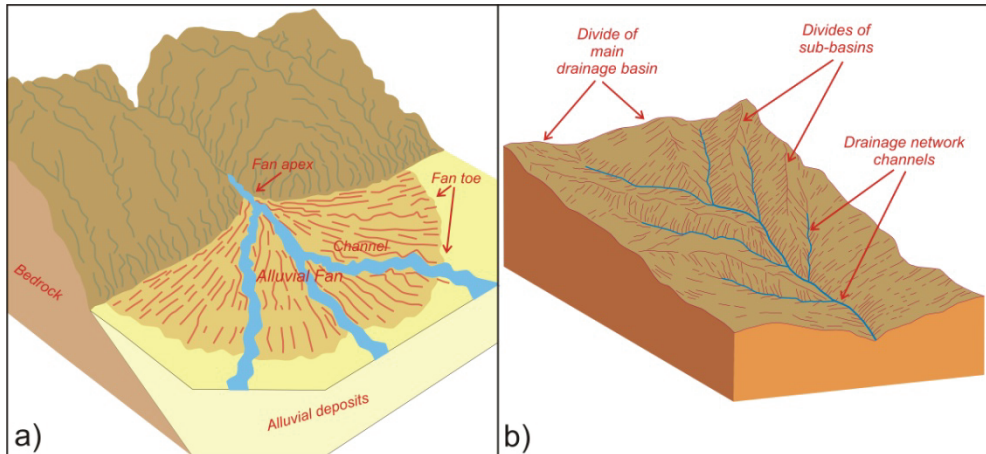 Fan apex
Fan toe
Channel
Alluvial Fan
Bedrock
Alluvial deposits
a)
Divide of
main
drainage basin
Divides of
sub-basins
Drainage network
channels
b)